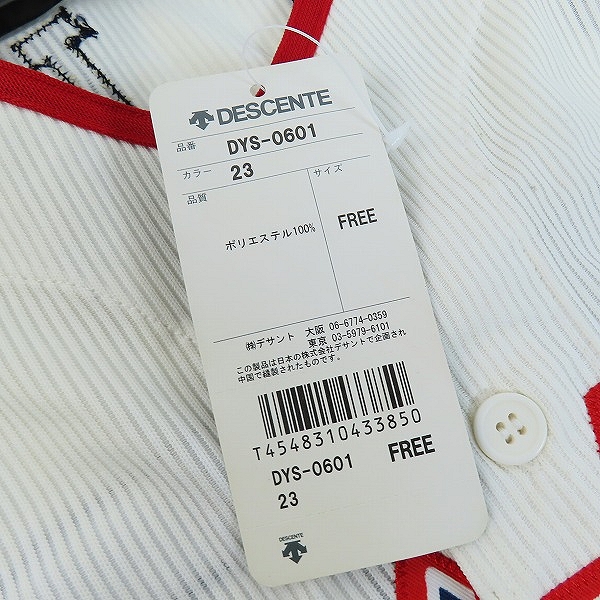 DESCENTE
品番 DYS-0601
カラー 23 サイズ
品質
ポリエステル100% FREE
㈱デサント 大阪 06-6774-0359
東京 03-5979-6101
この製品は日本の株式会社デサントで企画され
中国で縫製されたものです。
T4548310433850
DYS-0601 FREE
23
DESCENTE